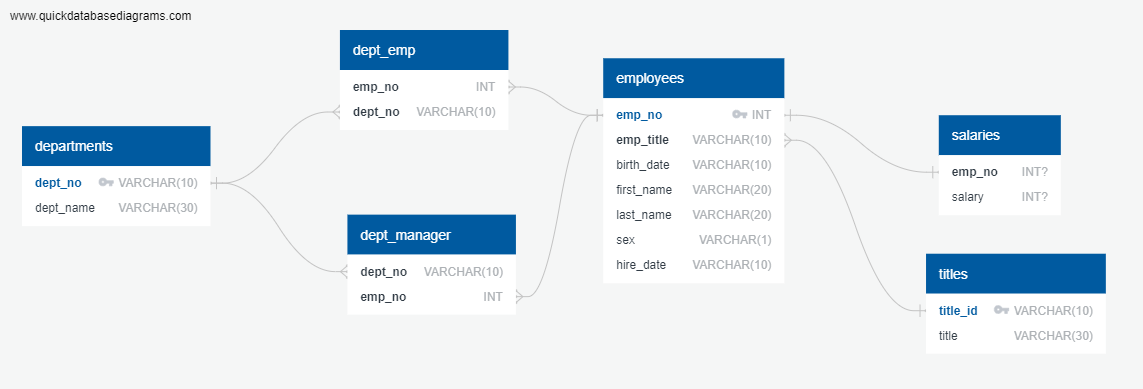 www.quickdatabasediagrams.com
departments
dept_no VARCHAR(10)
dept_name VARCHAR(30)
dept_emp
emp_no INT
dept_no VARCHAR(10)
dept_manager
dept_no VARCHAR(10)
emp_no INT
employees
emp_no INT
emp_title VARCHAR(10)
birth_date VARCHAR(10)
first_name VARCHAR(20)
last_name VARCHAR(20)
sex VARCHAR(1)
hire_date VARCHAR(10)
salaries
emp_no INT?
salary INT?
titles
title_id VARCHAR(10)
title VARCHAR(30)